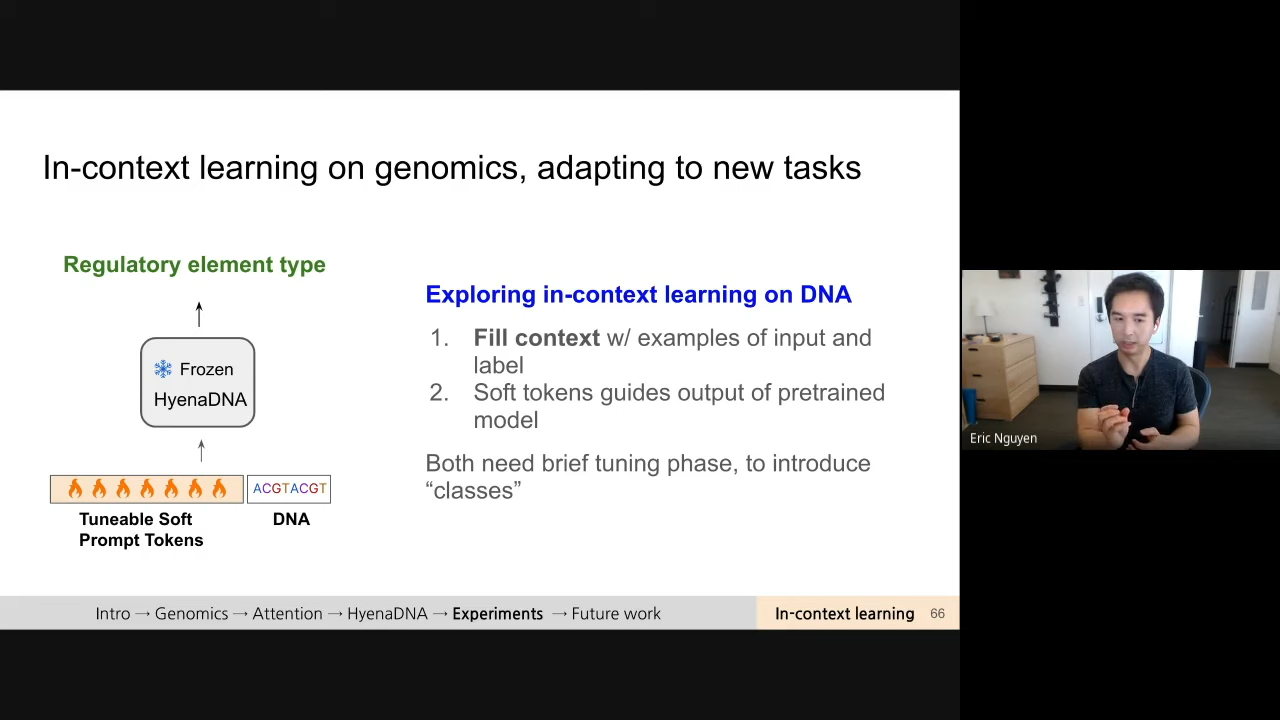 In-context learning on genomics, adapting to new tasks
Regulatory element type
Frozen
HyenaDNA
ACGTACGT
Tuneable Soft
Prompt Tokens
DNA
Exploring in-context learning on DNA
1. Fill context w/ examples of input and
label
2. Soft tokens guides output of pretrained
model
Both need brief tuning phase, to introduce
“classes”
Eric Nguyen
Intro → Genomics → Attention → HyenaDNA → Experiments → Future work
In-context learning 66